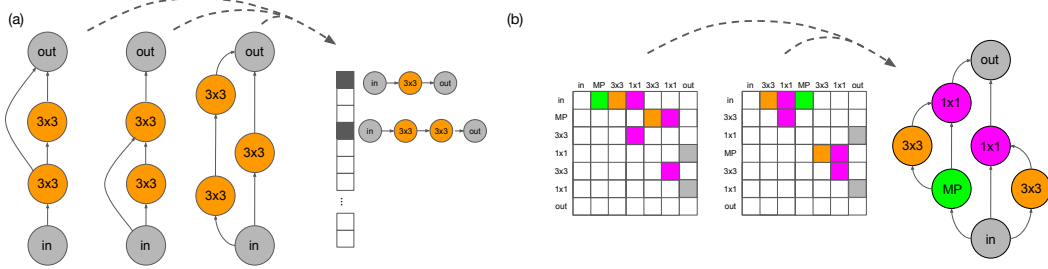 (a)
out
3x3
3x3
in
out
3x3
3x3
in
out
3x3
3x3
3x3
in
in 3x3 out
in 3x3 3x3 out
...
(b)
in MP 3x3 1x1 3x3 1x1 out
in
MP
3x3
1x1
3x3
1x1
out
in 3x3 1x1 MP 3x3 1x1 out
in
3x3
1x1
MP
3x3
1x1
out
out
1x1
3x3
1x1
MP
3x3
in